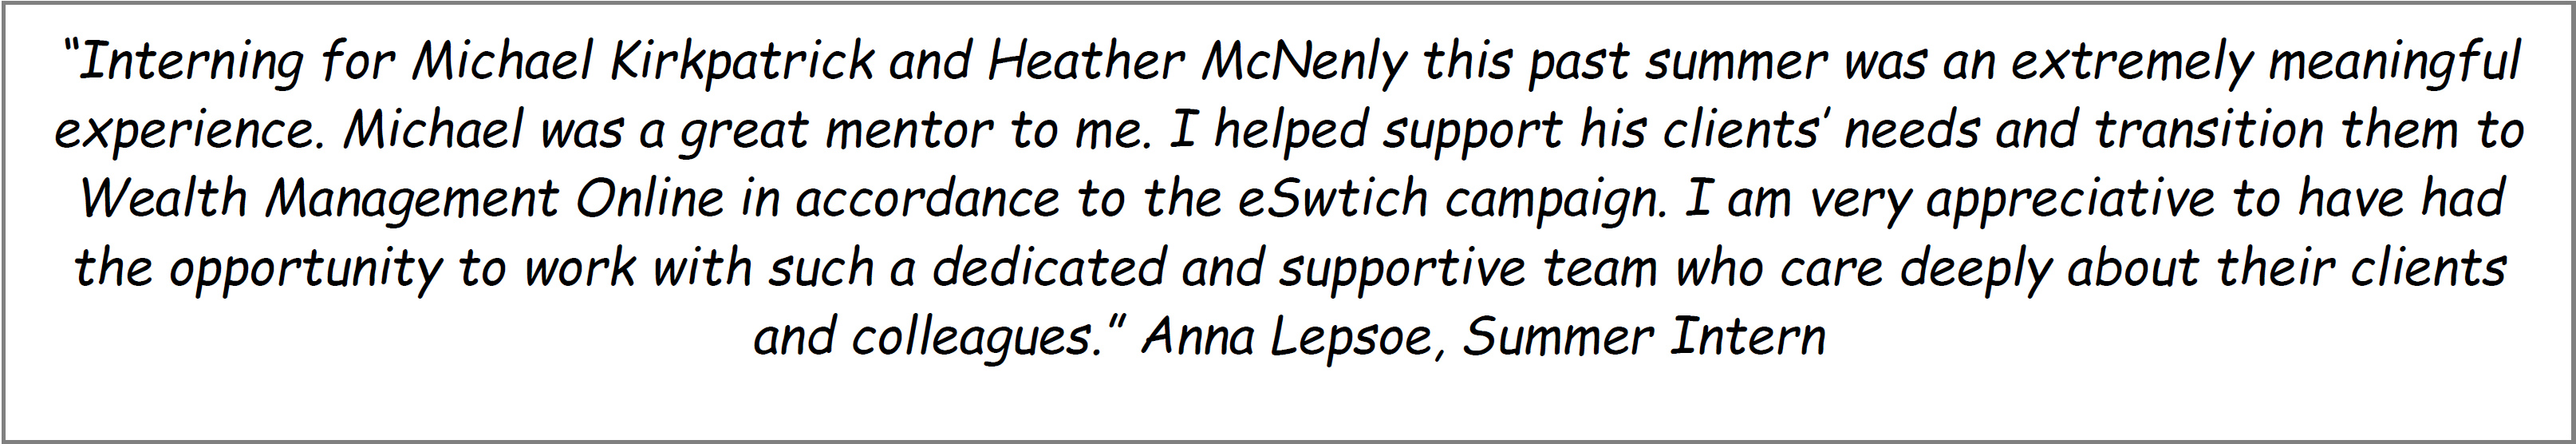 “Interning for Michael Kirkpatrick and Heather McNenly this past summer was an extremely meaningful
experience. Michael was a great mentor to me. I helped support his clients’ needs and transition them to
Wealth Management Online in accordance to the eSwtich campaign. I am very appreciative to have had
the opportunity to work with such a dedicated and supportive team who care deeply about their clients
and colleagues.” Anna Lepsoe, Summer Intern